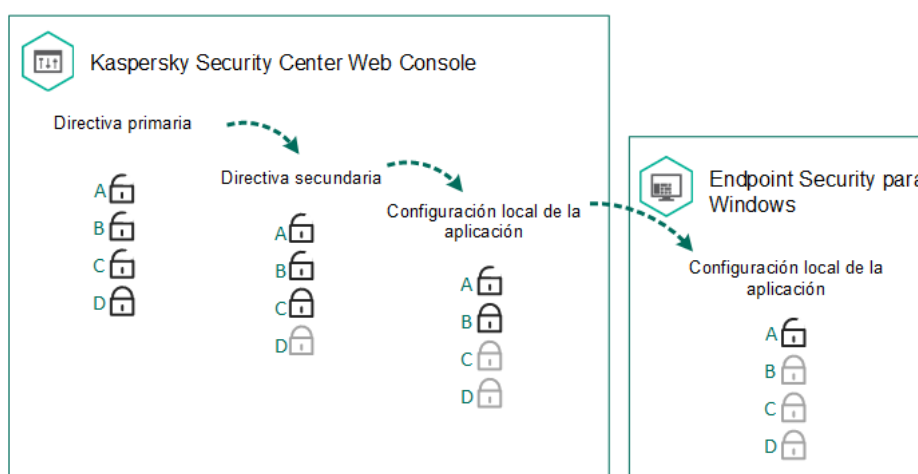 Kaspersky Security Center Web Console
Directiva primaria
A
B
C
D
Directiva secundaria
A
B
C
D
Configuración local de la
aplicación
A
B
C
D
Endpoint Security para
Windows
Configuración local de la
aplicación
A
B
C
D